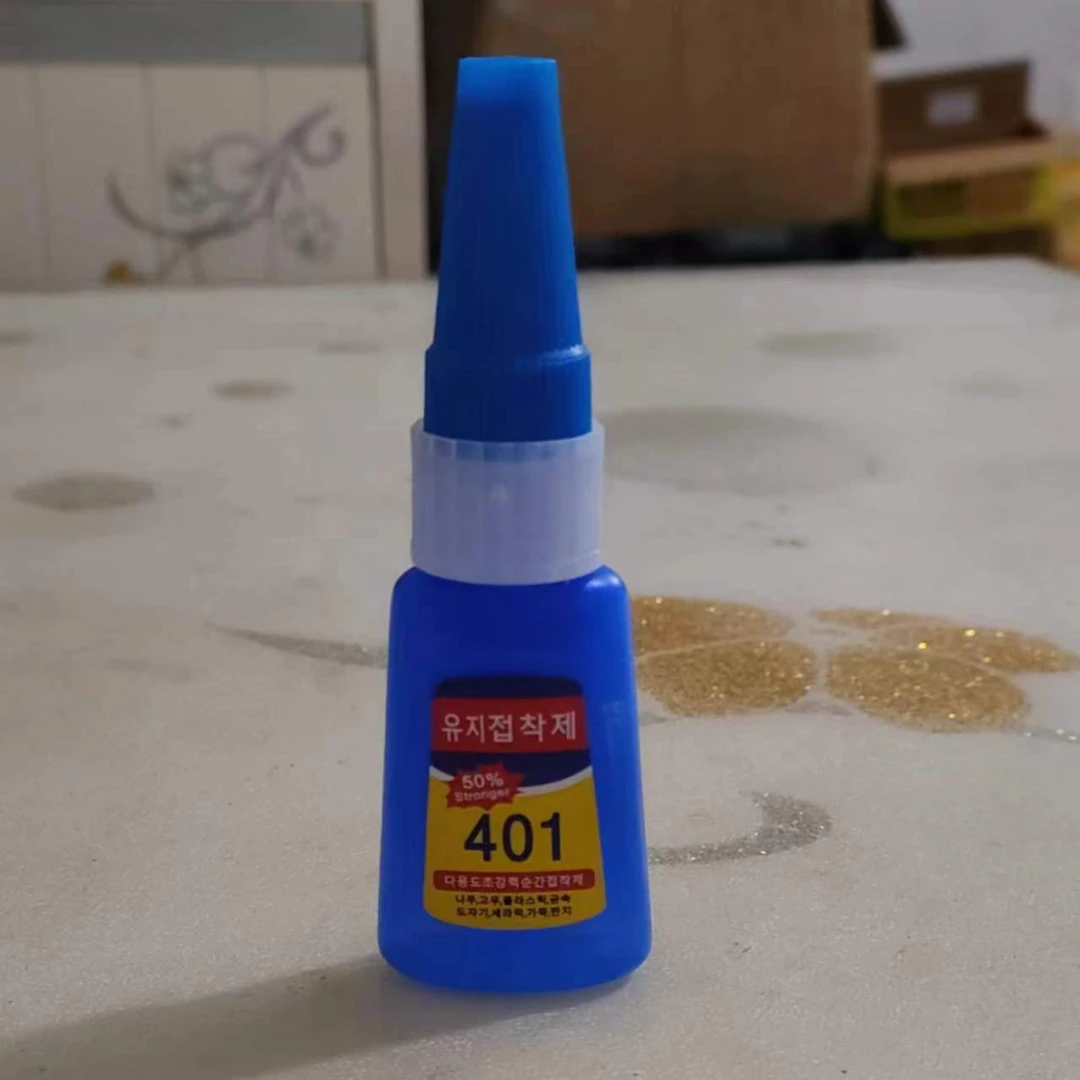 유지접착제
50%
Stronger
401
다용도초강력순간접착제
나무,고무,플라스틱,금속
도자기,세라믹,가죽,반지